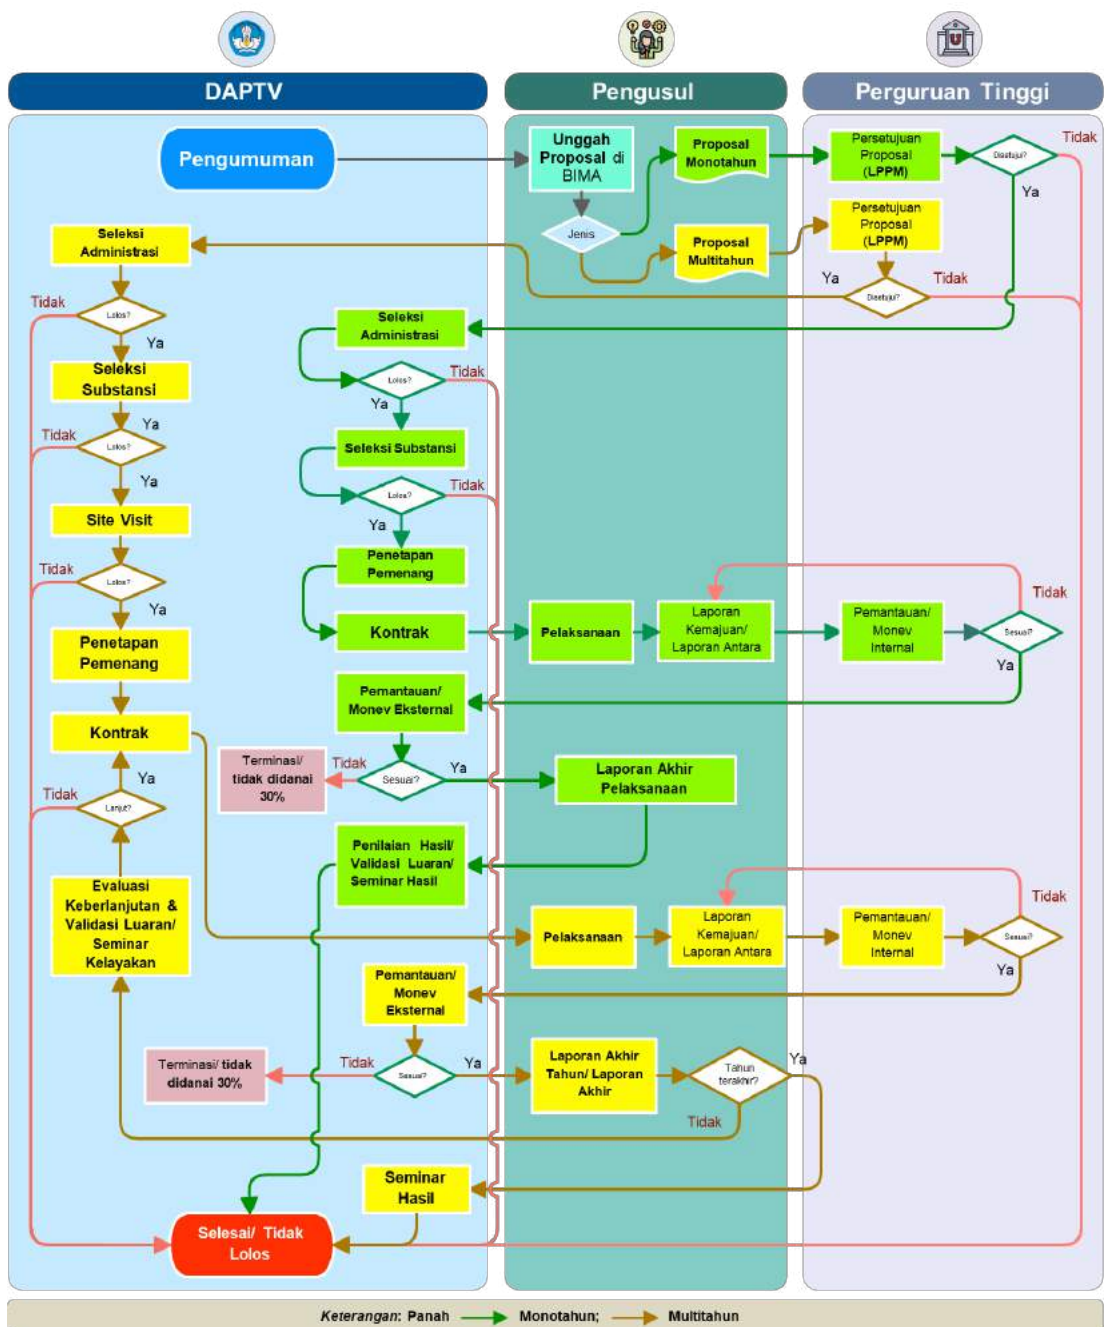 DAPTV
Pengusul
Perguruan Tinggi
Pengumuman
Unggah
Proposal di
BIMA
Proposal
Monotahun
Persetujuan
Proposal
(LPPM)
Disetujui?
Tidak
Ya
Jenis
Proposal
Multitahun
Persetujuan
Proposal
(LPPM)
Ya
Disetujui?
Tidak
Seleksi
Administrasi
Tidak
Lolos?
Ya
Seleksi
Substansi
Ya
Tidak
Lolos?
Ya
Site Visit
Tidak
Lolos?
Ya
Penetapan
Pemenang
Kontrak
Ya
Tidak
Lanjut?
Evaluasi
Keberlanjutan &
Validasi Luaran/
Seminar
Kelayakan
Seleksi
Administrasi
Lolos?
Tidak
Ya
Seleksi Substansi
Tidak
Lolos?
Ya
Penetapan
Pemenang
Kontrak
Pelaksanaan
Laporan
Kemajuan/
Laporan Antara
Pemantauan/
Monev
Internal
Sesuai?
Tidak
Ya
Pemantauan/
Monev Eksternal
Terminasi/
tidak didanai
30%
Tidak
Sesuai?
Ya
Laporan Akhir
Pelaksanaan
Penilaian Hasil/
Validasi Luaran/
Seminar Hasil
Pelaksanaan
Laporan
Kemajuan/
Laporan Antara
Pemantauan/
Monev
Internal
Sesuai?
Tidak
Ya
Pemantauan/
Monev
Eksternal
Terminasi/ tidak
didanai 30%
Tidak
Sesuai?
Ya
Laporan Akhir
Tahun/ Laporan
Akhir
Tahun
terakhir?
Ya
Tidak
Seminar
Hasil
Selesai/ Tidak
Lolos
Keterangan: Panah Monotahun; Multitahun